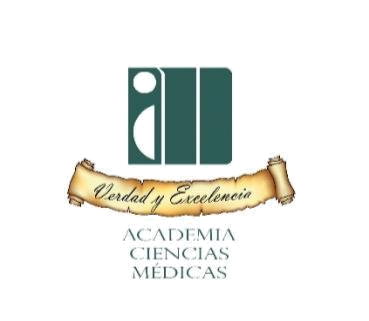 Verdad y Excelencia
ACADEMIA
CIENCIAS
MÉDICAS